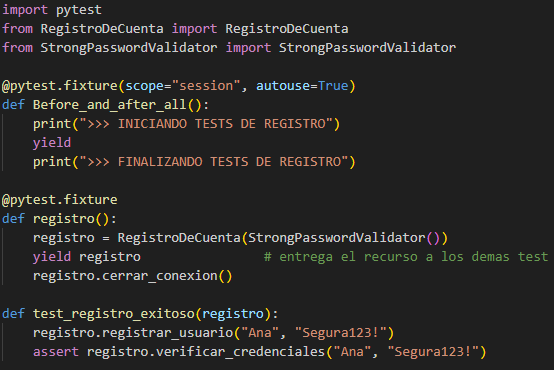 import pytest
from RegistroDeCuenta import RegistroDeCuenta
from StrongPasswordValidator import StrongPasswordValidator

@pytest.fixture(scope="session", autouse=True)
def Before_and_after_all():
    print(">>> INICIANDO TESTS DE REGISTRO")
    yield
    print(">>> FINALIZANDO TESTS DE REGISTRO")

@pytest.fixture
def registro():
    registro = RegistroDeCuenta(StrongPasswordValidator())
    yield registro                # entrega el recurso a los demas test
    registro.cerrar_conexion()

def test_registro_exitoso(registro):
    registro.registrar_usuario("Ana", "Segura123!")
    assert registro.verificar_credenciales("Ana", "Segura123!")